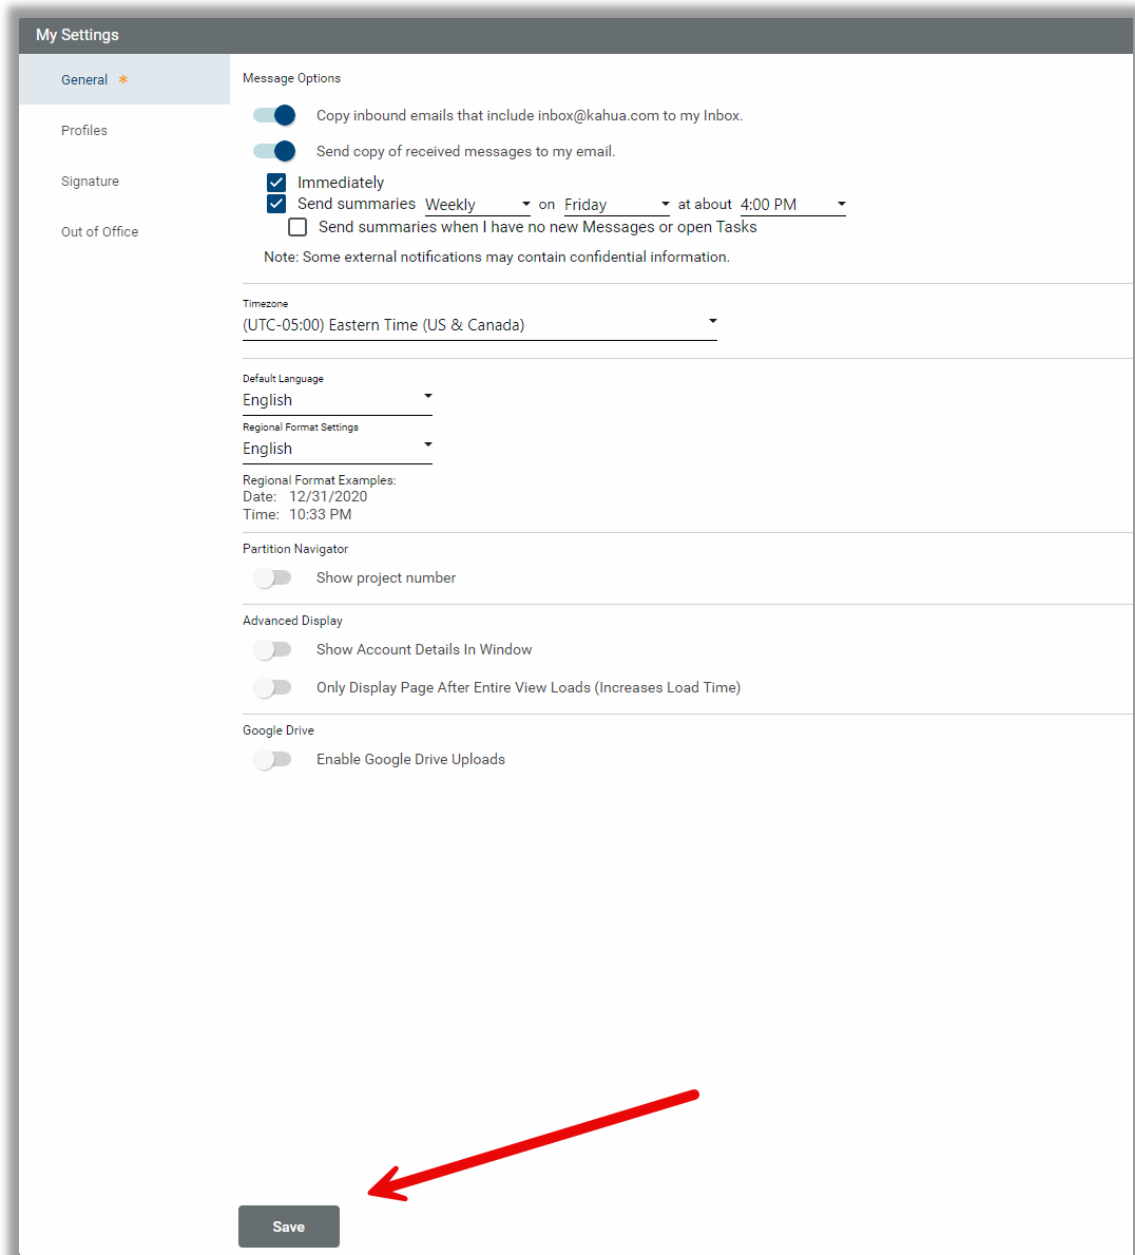 My Settings
General *
Profiles
Signature
Out of Office
Message Options
Copy inbound emails that include inbox@kahua.com to my Inbox.
Send copy of received messages to my email.
Immediately
Send summaries Weekly on Friday at about 4:00 PM
Send summaries when I have no new Messages or open Tasks
Note: Some external notifications may contain confidential information.
Timezone
(UTC-05:00) Eastern Time (US & Canada)
Default Language
English
Regional Format Settings
English
Regional Format Examples:
Date: 12/31/2020
Time: 10:33 PM
Partition Navigator
Show project number
Advanced Display
Show Account Details In Window
Only Display Page After Entire View Loads (Increases Load Time)
Google Drive
Enable Google Drive Uploads
Save